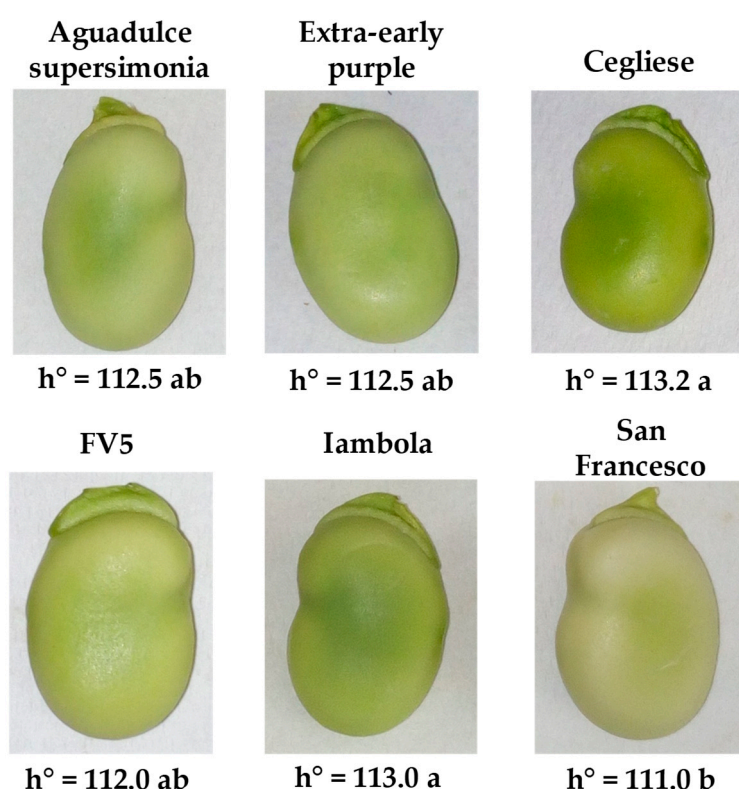 Aguadulce
supersimonia
Extra-early
purple
Cegliese
h° = 112.5 ab
h° = 112.5 ab
h° = 113.2 a
FV5
Iambola
San
Francesco
h° = 112.0 ab
h° = 113.0 a
h° = 111.0 b